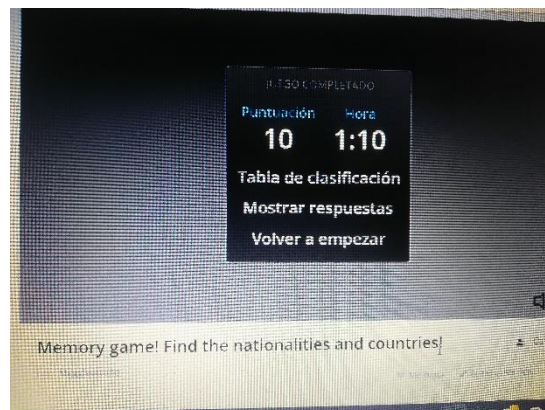 JUEGO COMPLETADO
Puntuación Hora
10 1:10
Tabla de clasificación
Mostrar respuestas
Volver a empezar
Memory game! Find the nationalities and countries!